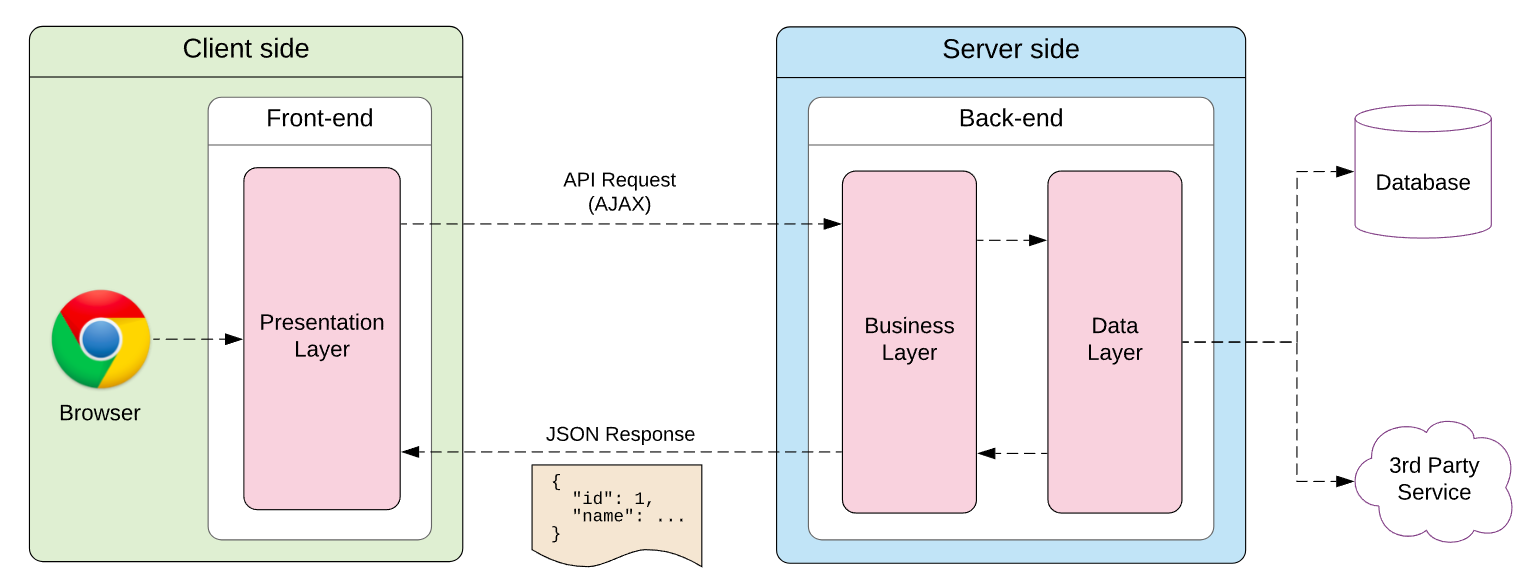 Client side
Front-end
Presentation
Layer
Browser
API Request
(AJAX)
JSON Response
{
"id": 1,
"name": ...
}
Server side
Back-end
Business
Layer
Data
Layer
Database
3rd Party
Service